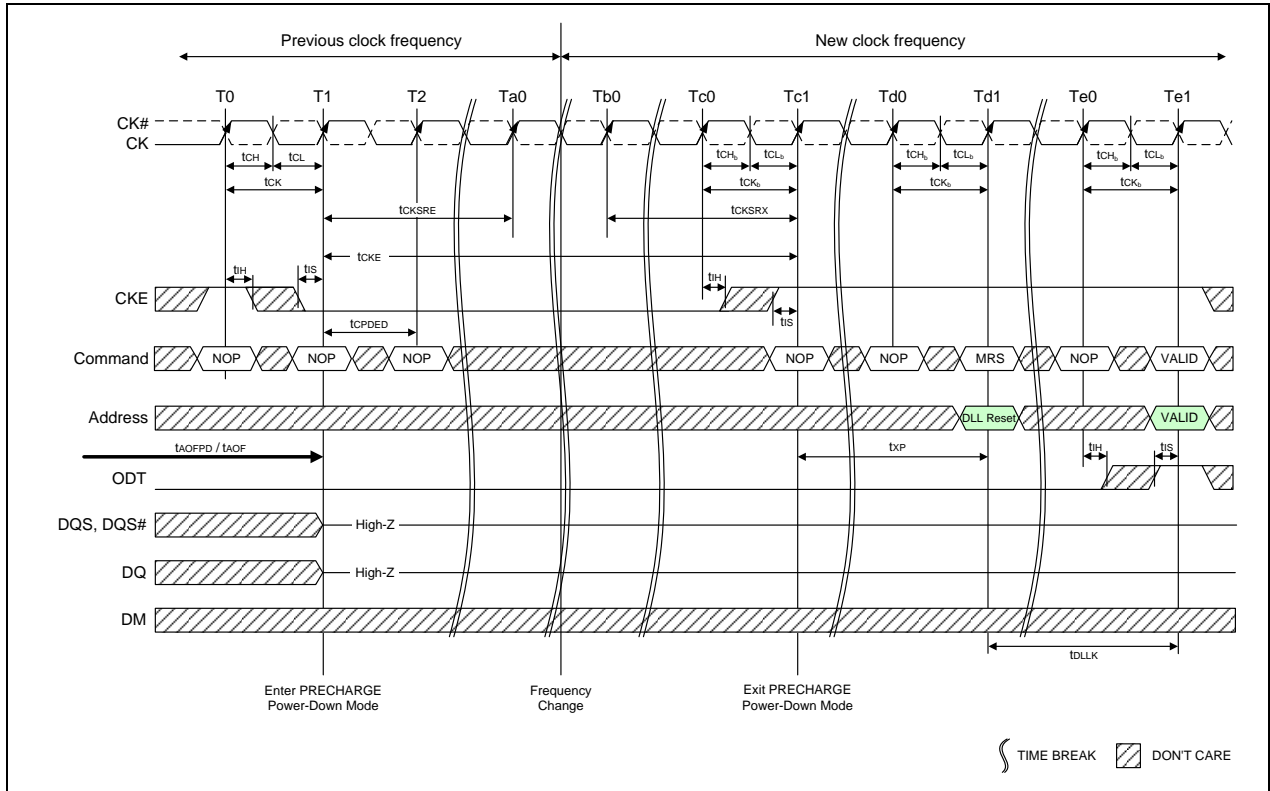 Previous clock frequency New clock frequency
T0 T1 T2 Ta0 Tb0 Tc0 Tc1 Td0 Td1 Te0 Te1
CK#
CK
tCH tCL tCHb tCLb tCHb tCLb tCHb tCLb
tCK tCKb tCKb tCKb
tCKSRE tCKSRX
tCKE
tIH tIS tIH
CKE
tIS
tCPDED
Command NOP NOP NOP NOP NOP MRS NOP VALID
Address DLL Reset VALID
tAOFPD / tAOF tXP tIH tIS
ODT
DQS, DQS# High-Z
DQ High-Z
DM
tDLLK
Enter PRECHARGE
Power-Down Mode
Frequency
Change
Exit PRECHARGE
Power-Down Mode
TIME BREAK DON'T CARE